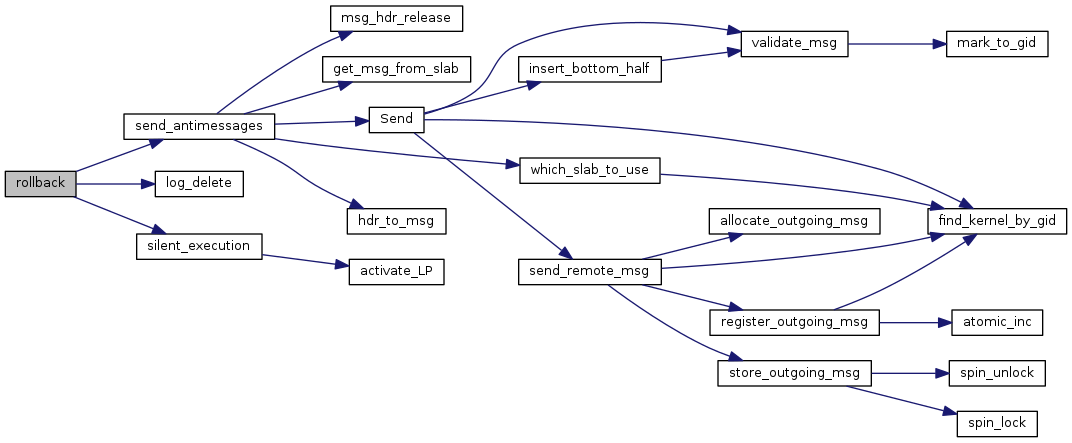 rollback
send_antimessages
log_delete
silent_execution
msg_hdr_release
get_msg_from_slab
Send
which_slab_to_use
hdr_to_msg
activate_LP
insert_bottom_half
send_remote_msg
validate_msg
allocate_outgoing_msg
register_outgoing_msg
store_outgoing_msg
mark_to_gid
find_kernel_by_gid
atomic_inc
spin_unlock
spin_lock